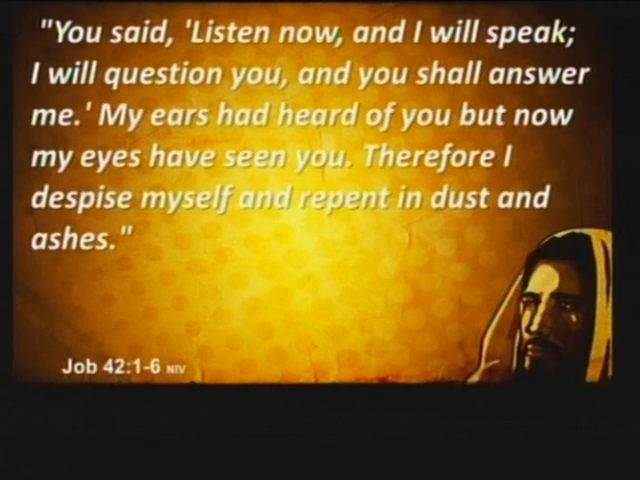 "You said, 'Listen now, and I will speak;
I will question you, and you shall answer
me.' My ears had heard of you but now
my eyes have seen you. Therefore I
despise myself and repent in dust and
ashes."
Job 42:1-6 NIV